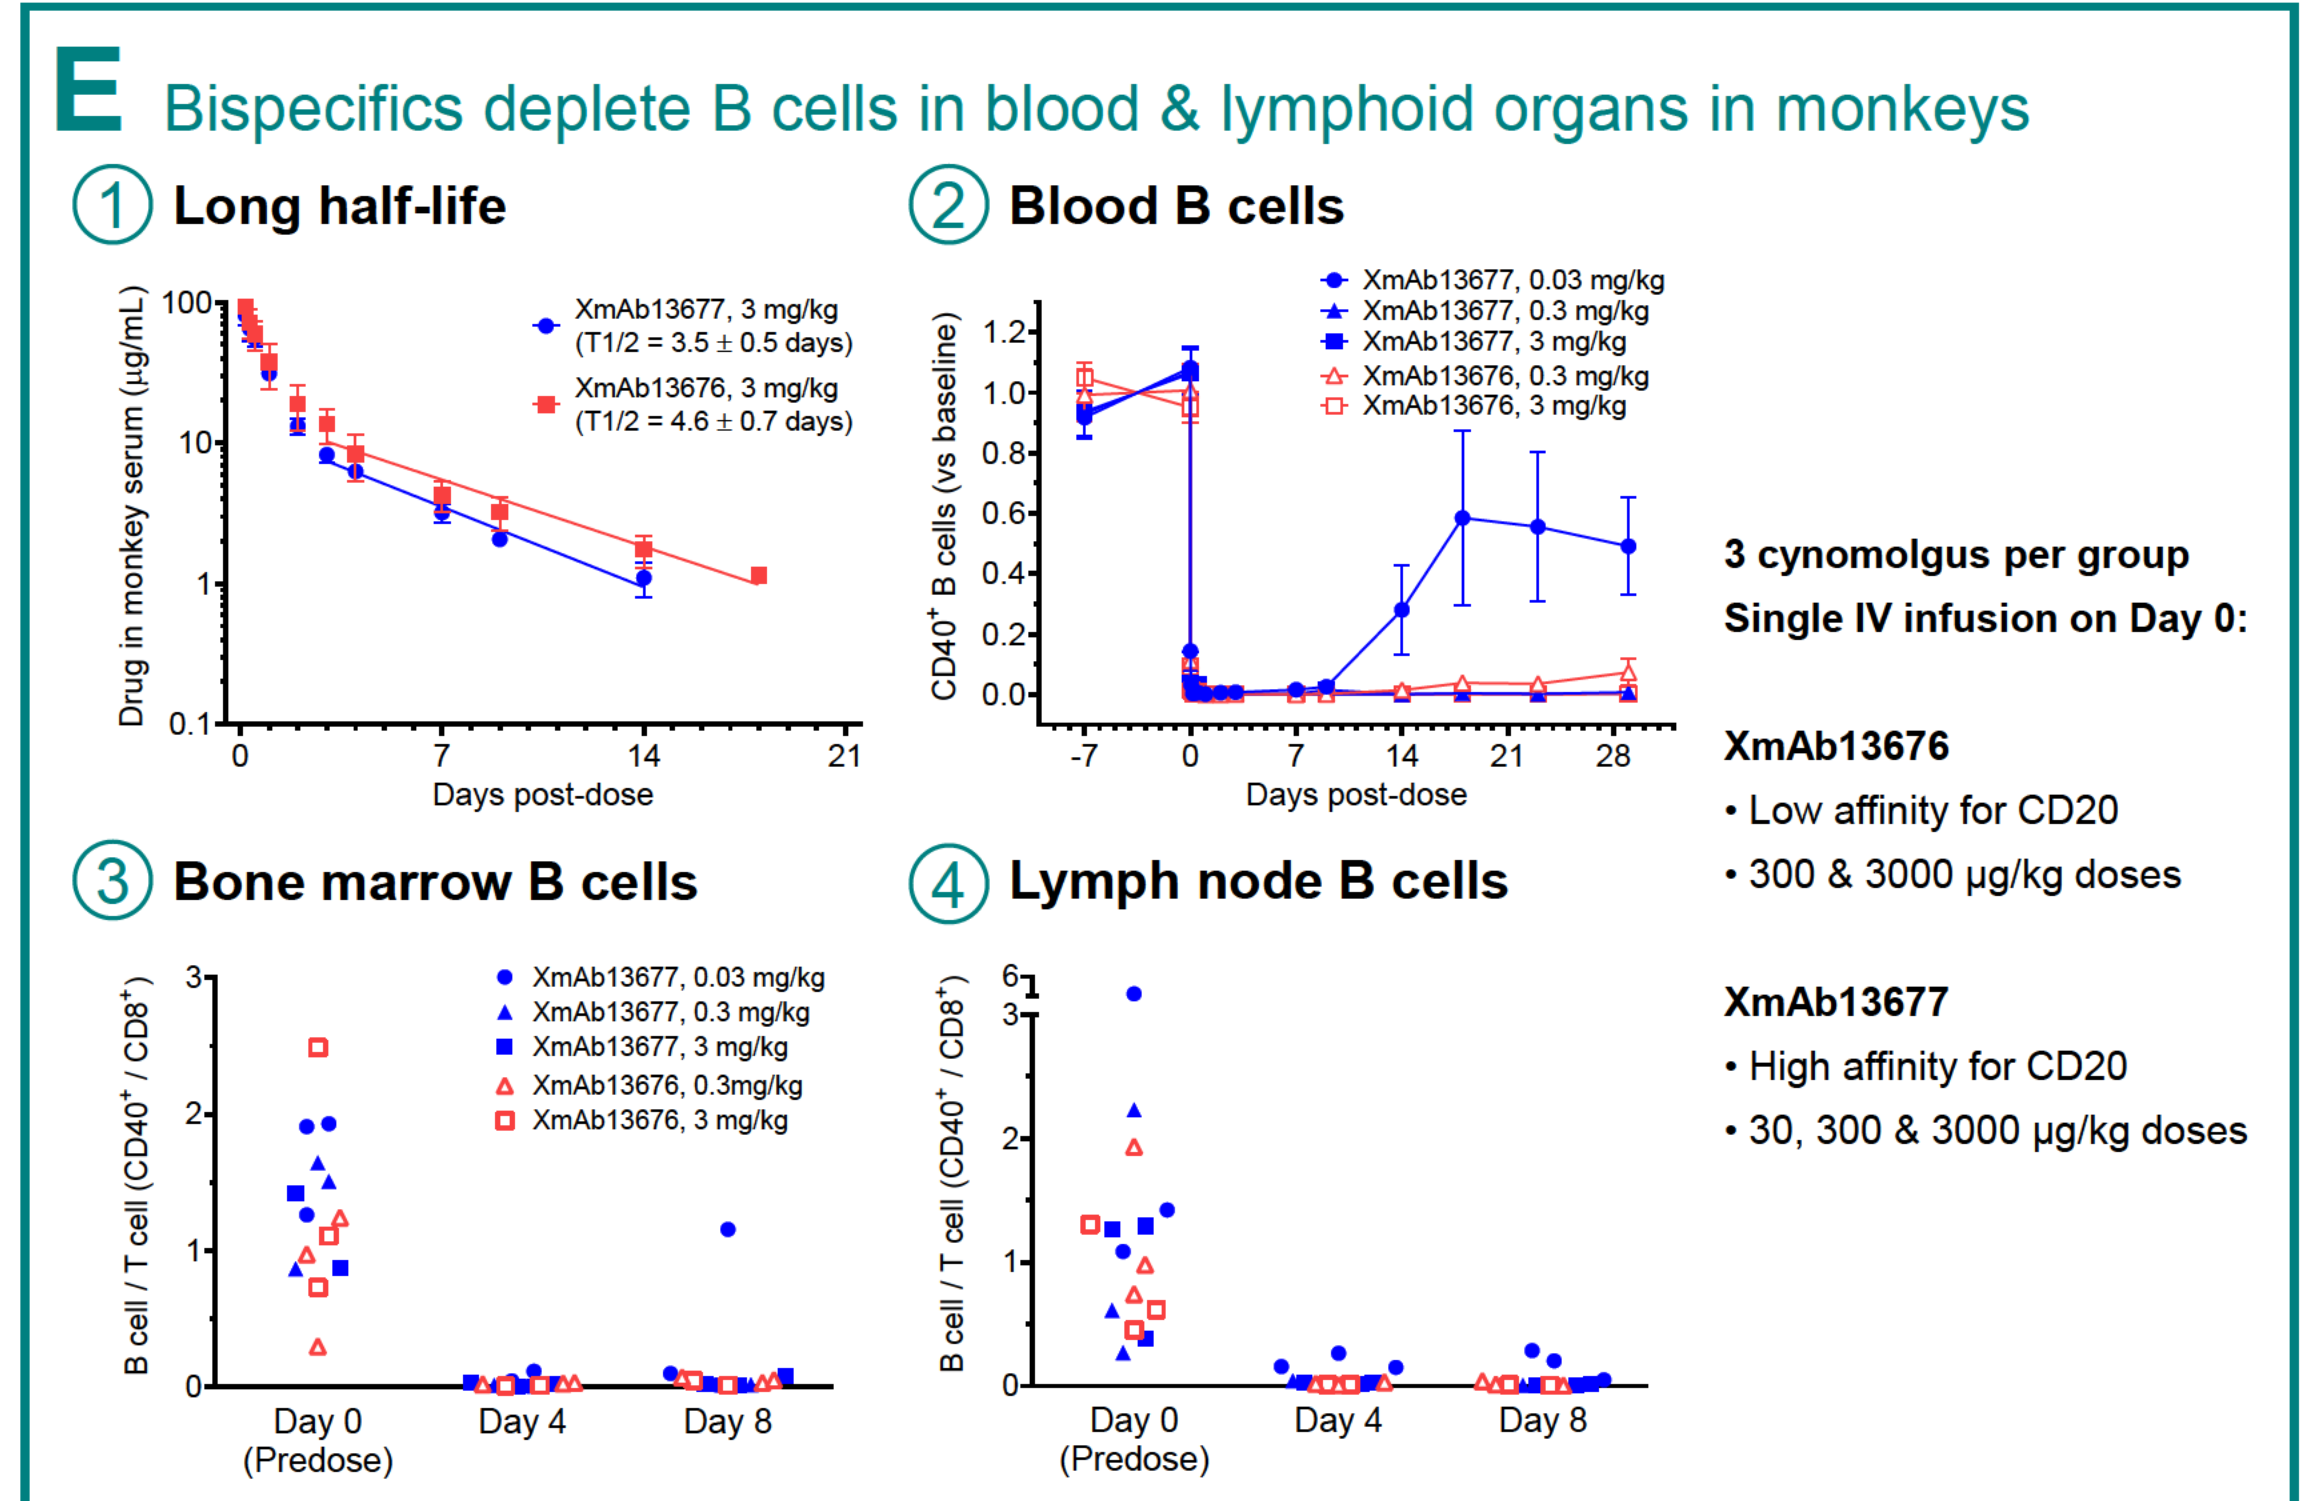 E Bispecifics deplete B cells in blood & lymphoid organs in monkeys
1 Long half-life
Drug in monkey serum (µg/mL)
100
10
1
0.1
0
7
14
21
Days post-dose
XmAb13677, 3 mg/kg
(T1/2 = 3.5 ± 0.5 days)
XmAb13676, 3 mg/kg
(T1/2 = 4.6 ± 0.7 days)
2 Blood B cells
CD40⁺ B cells (vs baseline)
1.2
1.0
0.8
0.6
0.4
0.2
0.0
-7
0
7
14
21
28
Days post-dose
XmAb13677, 0.03 mg/kg
XmAb13677, 0.3 mg/kg
XmAb13677, 3 mg/kg
XmAb13676, 0.3 mg/kg
XmAb13676, 3 mg/kg
3 Bone marrow B cells
B cell / T cell (CD40⁺ / CD8⁺)
3
2
1
0
Day 0
(Predose)
Day 4
Day 8
XmAb13677, 0.03 mg/kg
XmAb13677, 0.3 mg/kg
XmAb13677, 3 mg/kg
XmAb13676, 0.3mg/kg
XmAb13676, 3 mg/kg
4 Lymph node B cells
B cell / T cell (CD40⁺ / CD8⁺)
6
3
2
1
0
Day 0
(Predose)
Day 4
Day 8
3 cynomolgus per group
Single IV infusion on Day 0:
XmAb13676
• Low affinity for CD20
• 300 & 3000 µg/kg doses
XmAb13677
• High affinity for CD20
• 30, 300 & 3000 µg/kg doses